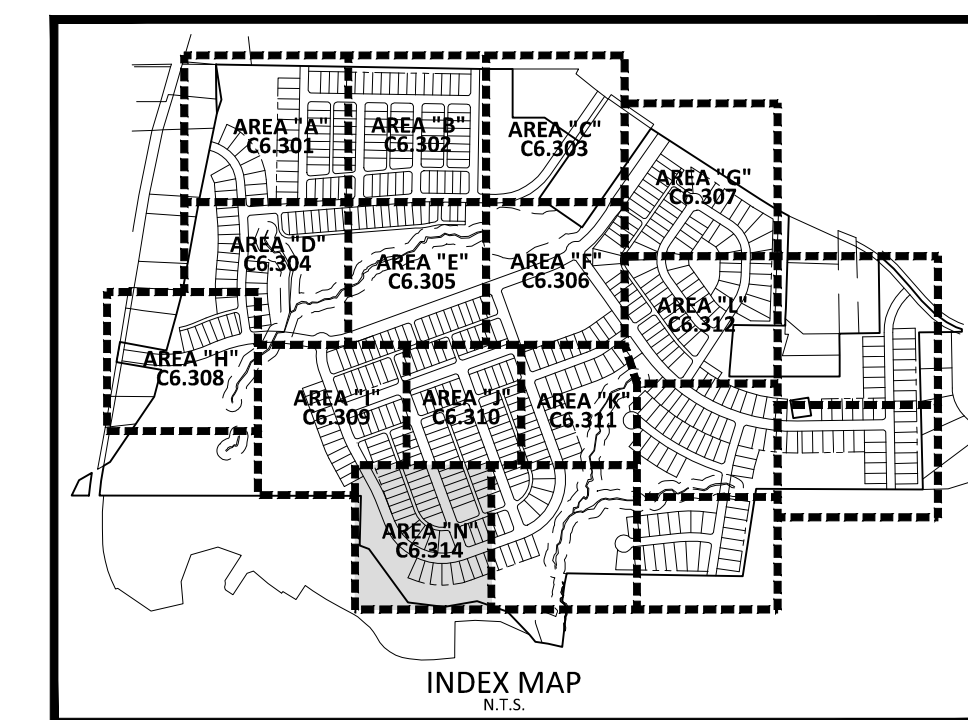 AREA "A"
C6.301
AREA "B"
C6.302
AREA "C"
C6.303
AREA "G"
C6.307
AREA "D"
C6.304
AREA "E"
C6.305
AREA "F"
C6.306
AREA "L"
C6.312
AREA "H"
C6.308
AREA "I"
C6.309
AREA "J"
C6.310
AREA "K"
C6.311
AREA "N"
C6.314
INDEX MAP
N.T.S.